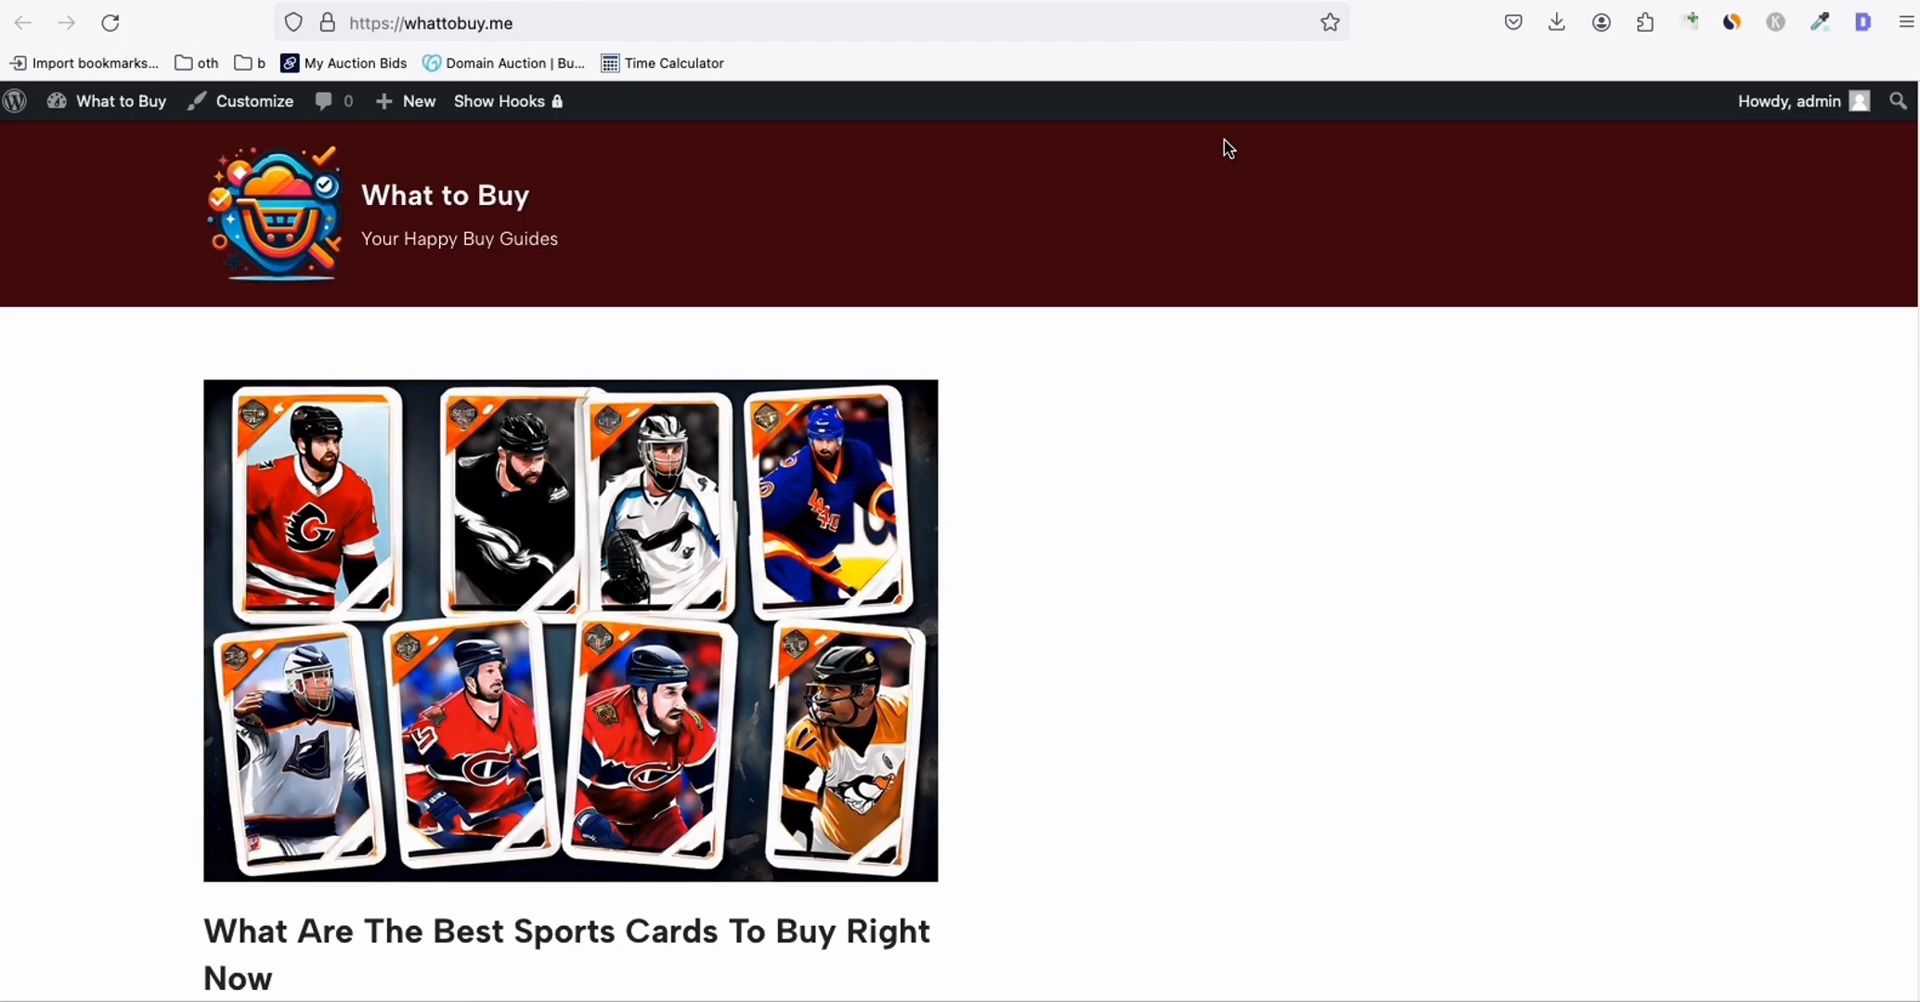 https://whattobuy.me
Import bookmarks... oth b My Auction Bids Domain Auction | Bu... Time Calculator
What to Buy Customize 0 New Show Hooks Howdy, admin
What to Buy
Your Happy Buy Guides
What Are The Best Sports Cards To Buy Right
Now